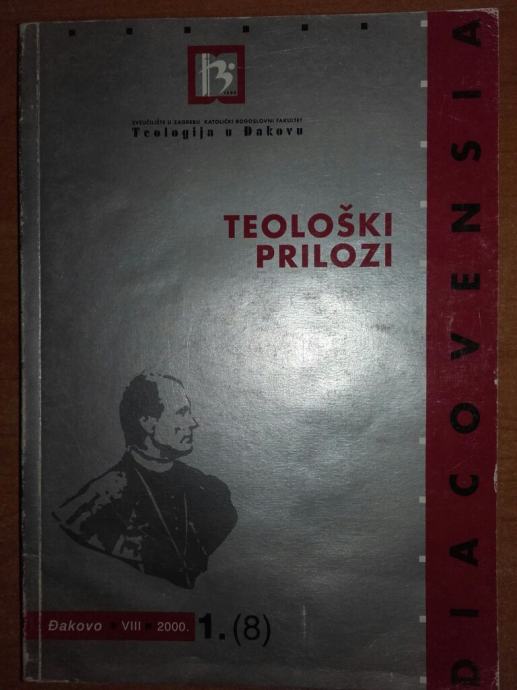 SVEUČILIŠTE U ZAGREBU KATOLIČKI BOGOSLOVNI FAKULTET
Teologija u Đakovu
TEOLOŠKI
PRILOZI
DIACOVENSIA
Đakovo VIII 2000. 1. (8)